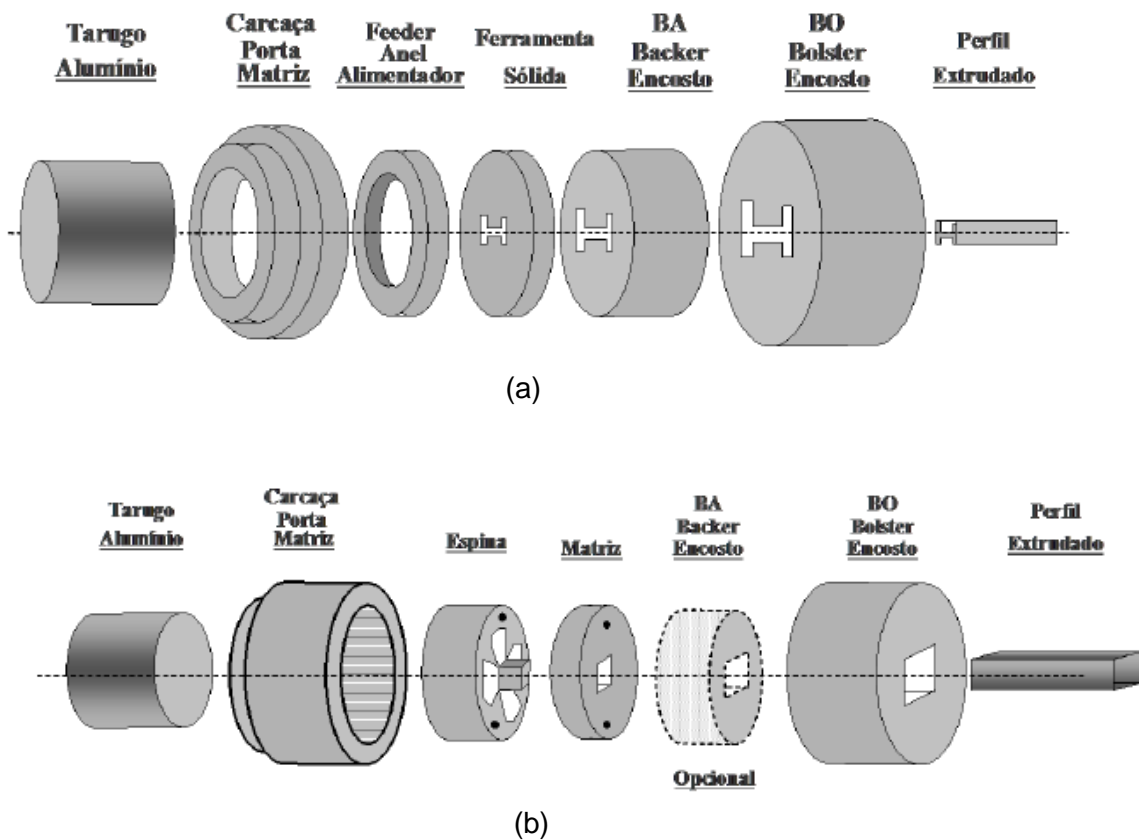 Tarugo
Alumínio
Carcaça
Porta
Matriz
Feeder
Anel
Alimentador
Ferramenta
Sólida
BA
Backer
Encosto
BO
Bolster
Encosto
Perfil
Extrudado
(a)
Tarugo
Alumínio
Carcaça
Porta
Matriz
Espina
Matriz
BA
Backer
Encosto
BO
Bolster
Encosto
Perfil
Extrudado
Opcional
(b)